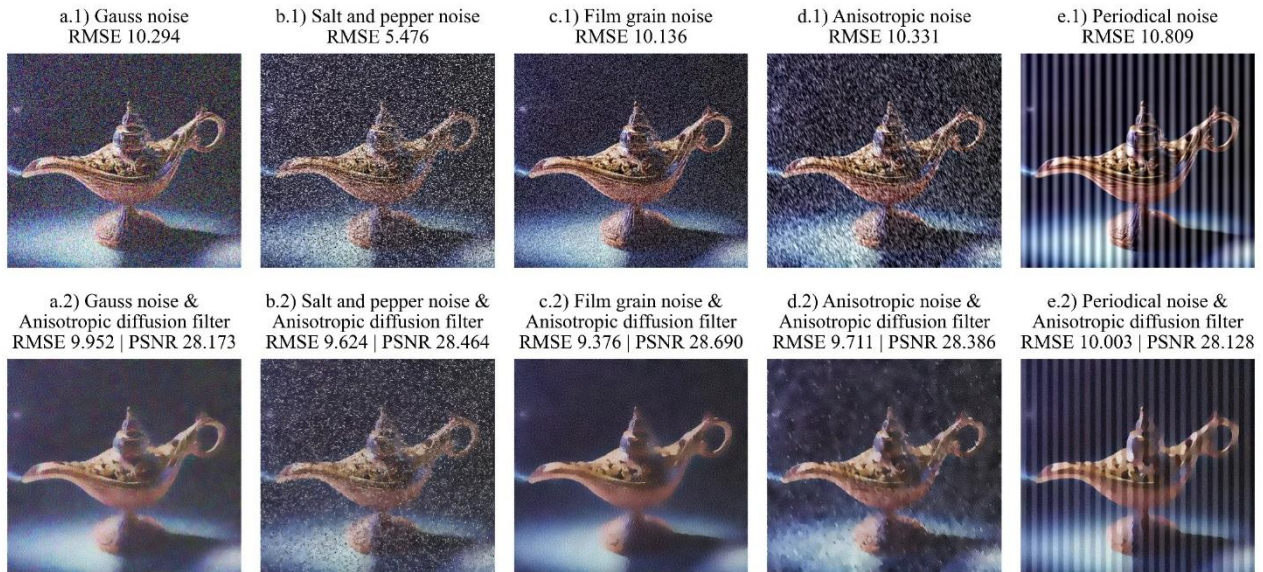 a.1) Gauss noise
RMSE 10.294
b.1) Salt and pepper noise
RMSE 5.476
c.1) Film grain noise
RMSE 10.136
d.1) Anisotropic noise
RMSE 10.331
e.1) Periodical noise
RMSE 10.809
a.2) Gauss noise &
Anisotropic diffusion filter
RMSE 9.952 | PSNR 28.173
b.2) Salt and pepper noise &
Anisotropic diffusion filter
RMSE 9.624 | PSNR 28.464
c.2) Film grain noise &
Anisotropic diffusion filter
RMSE 9.376 | PSNR 28.690
d.2) Anisotropic noise &
Anisotropic diffusion filter
RMSE 9.711 | PSNR 28.386
e.2) Periodical noise &
Anisotropic diffusion filter
RMSE 10.003 | PSNR 28.128